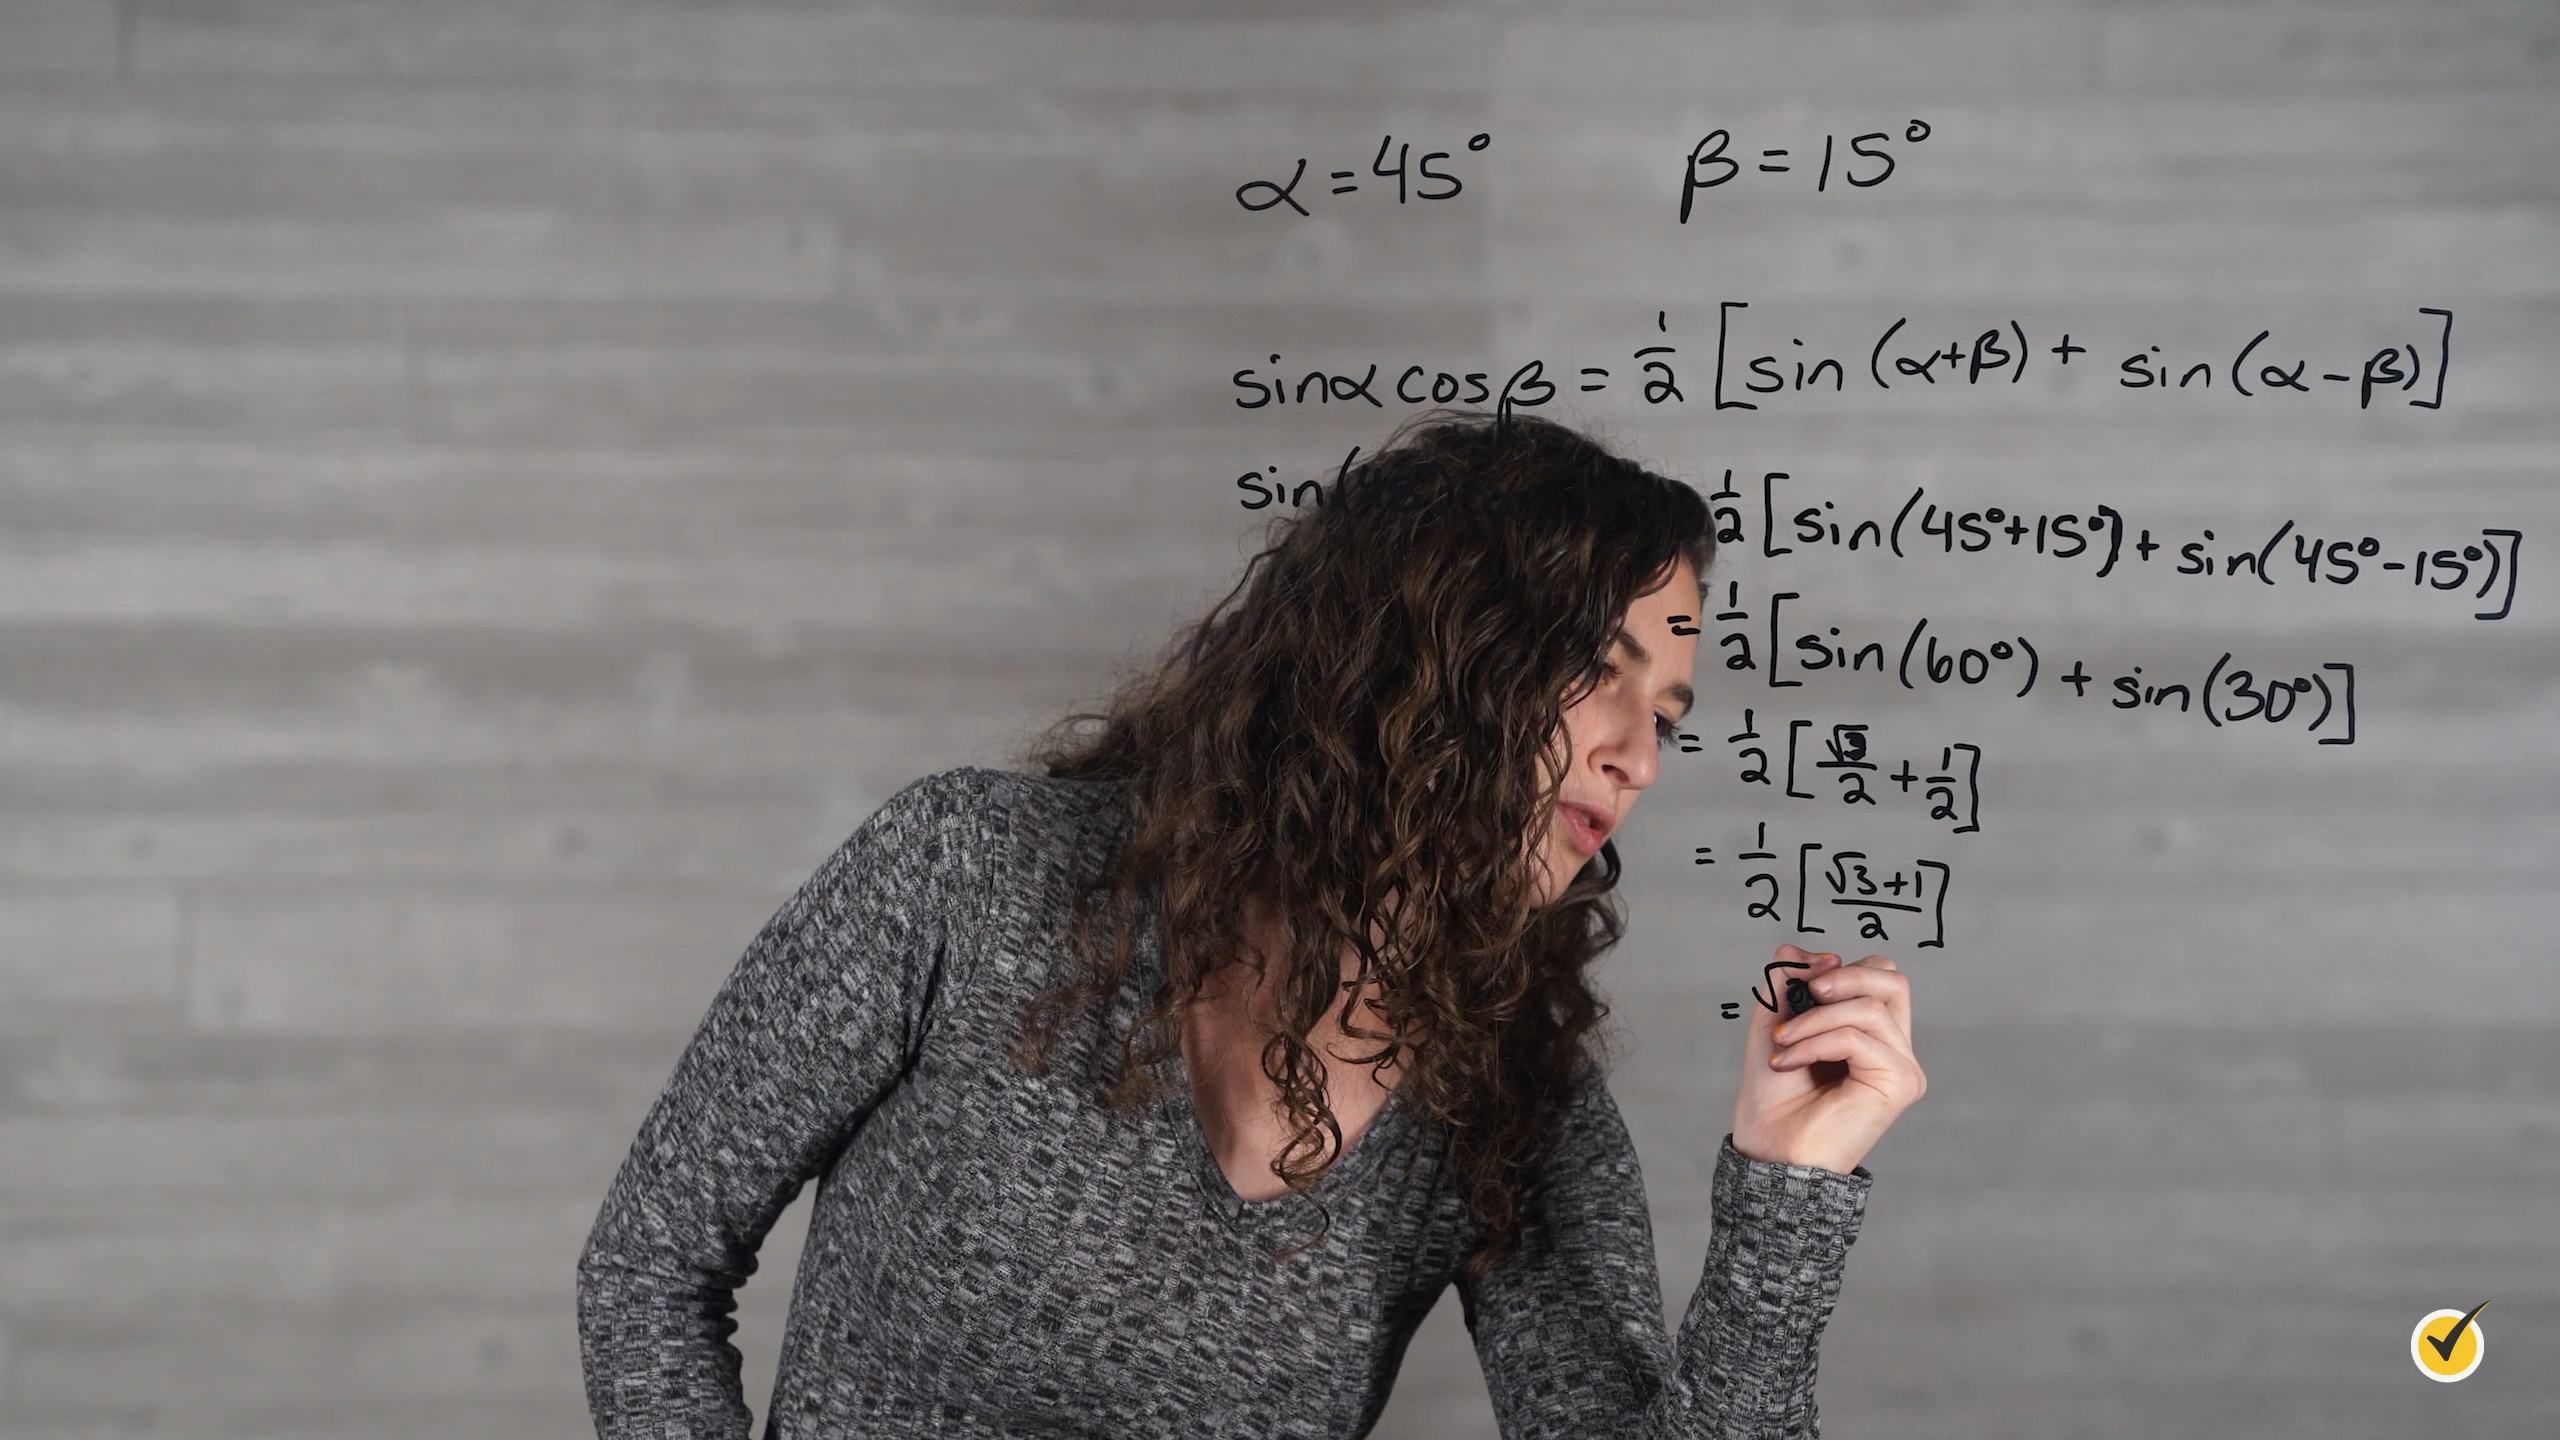 α = 45° β = 15°
sinα cosβ = 1/2 [sin (α+β) + sin (α - β)]
sin(45°) 1/2 [sin(45°+15°) + sin(45°-15°)]
= 1/2 [sin(60°) + sin(30°)]
= 1/2 [√3/2 + 1/2]
= 1/2 [√3+1/2]
= √